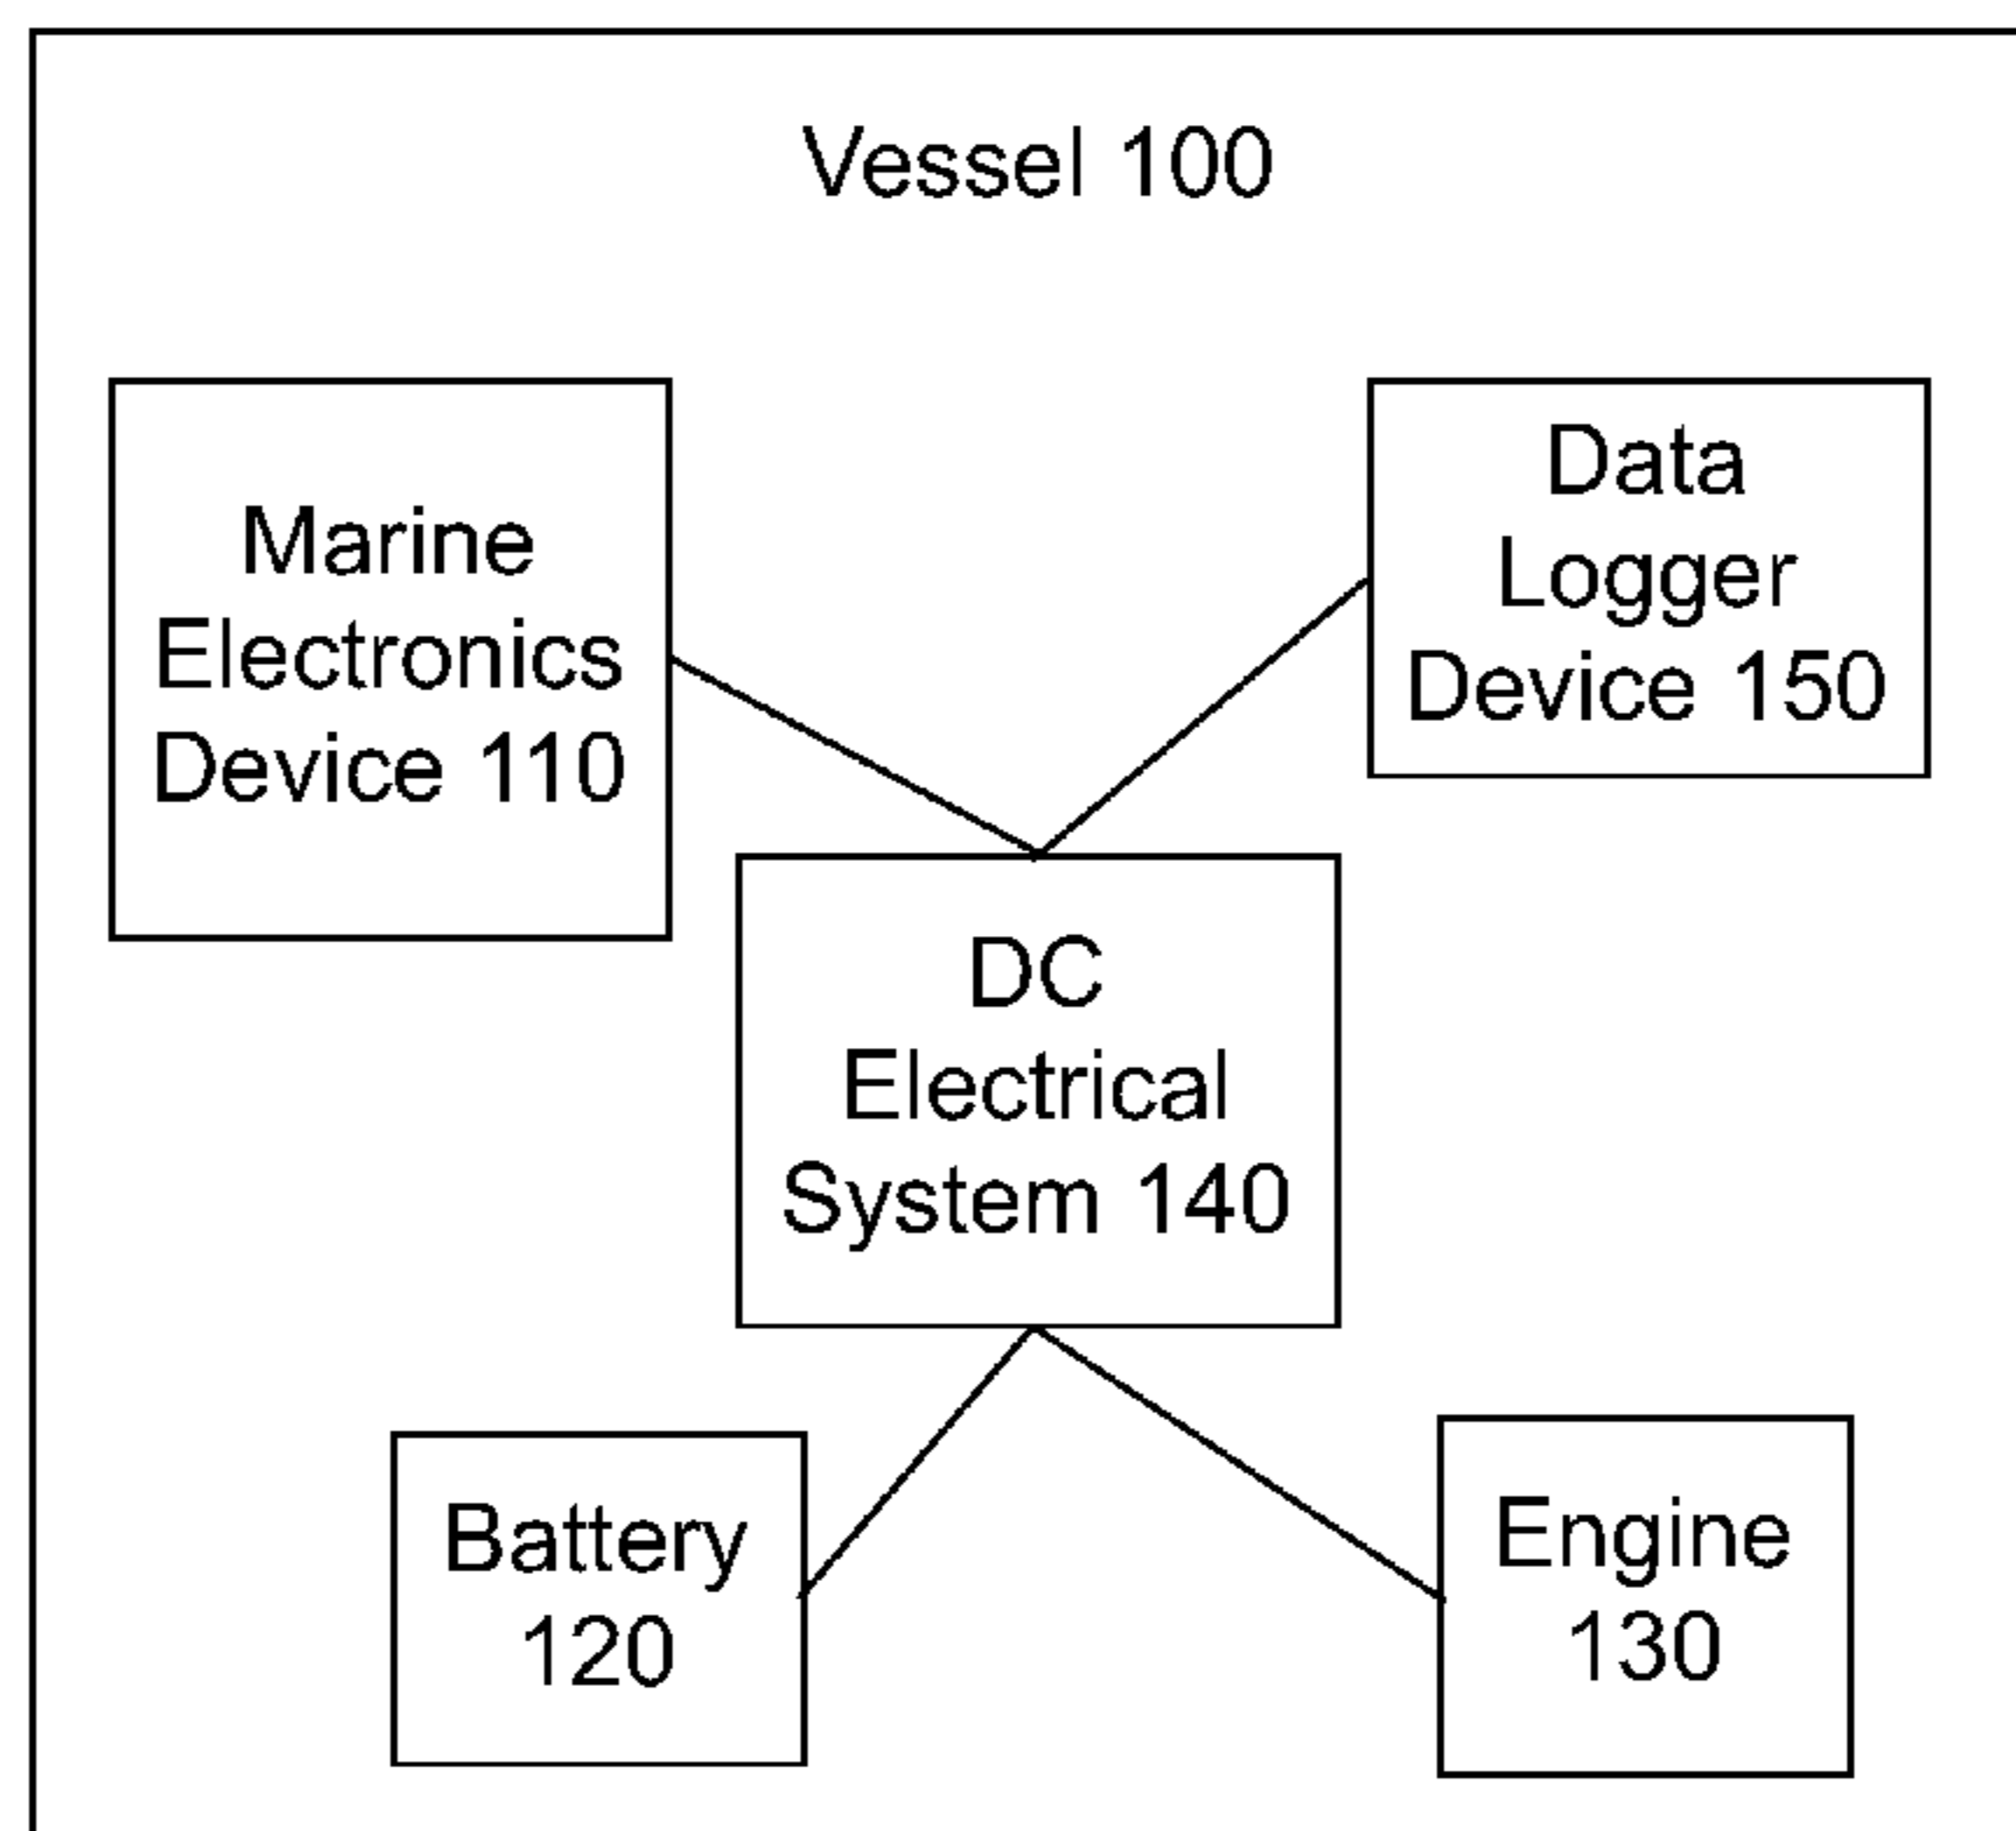 Vessel 100
Marine
Electronics
Device 110
Data
Logger
Device 150
DC
Electrical
System 140
Battery
120
Engine
130